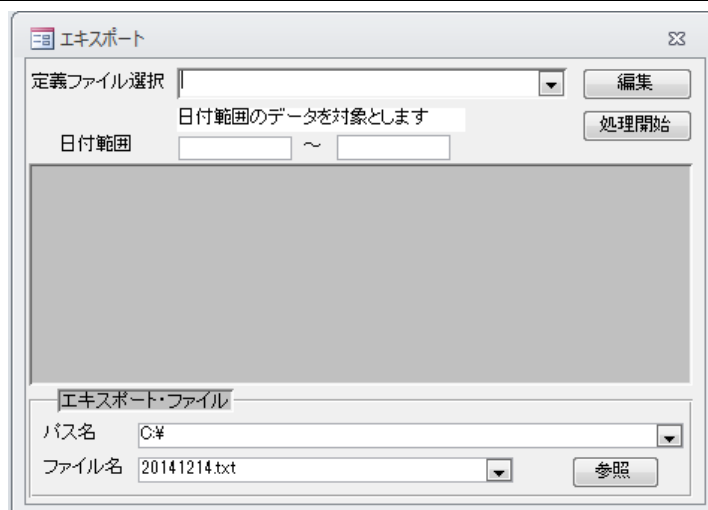 エキスポート
定義ファイル選択 編集
日付範囲のデータを対象とします 処理開始
日付範囲 ～
エキスポート・ファイル
パス名 C:¥
ファイル名 20141214.txt 参照